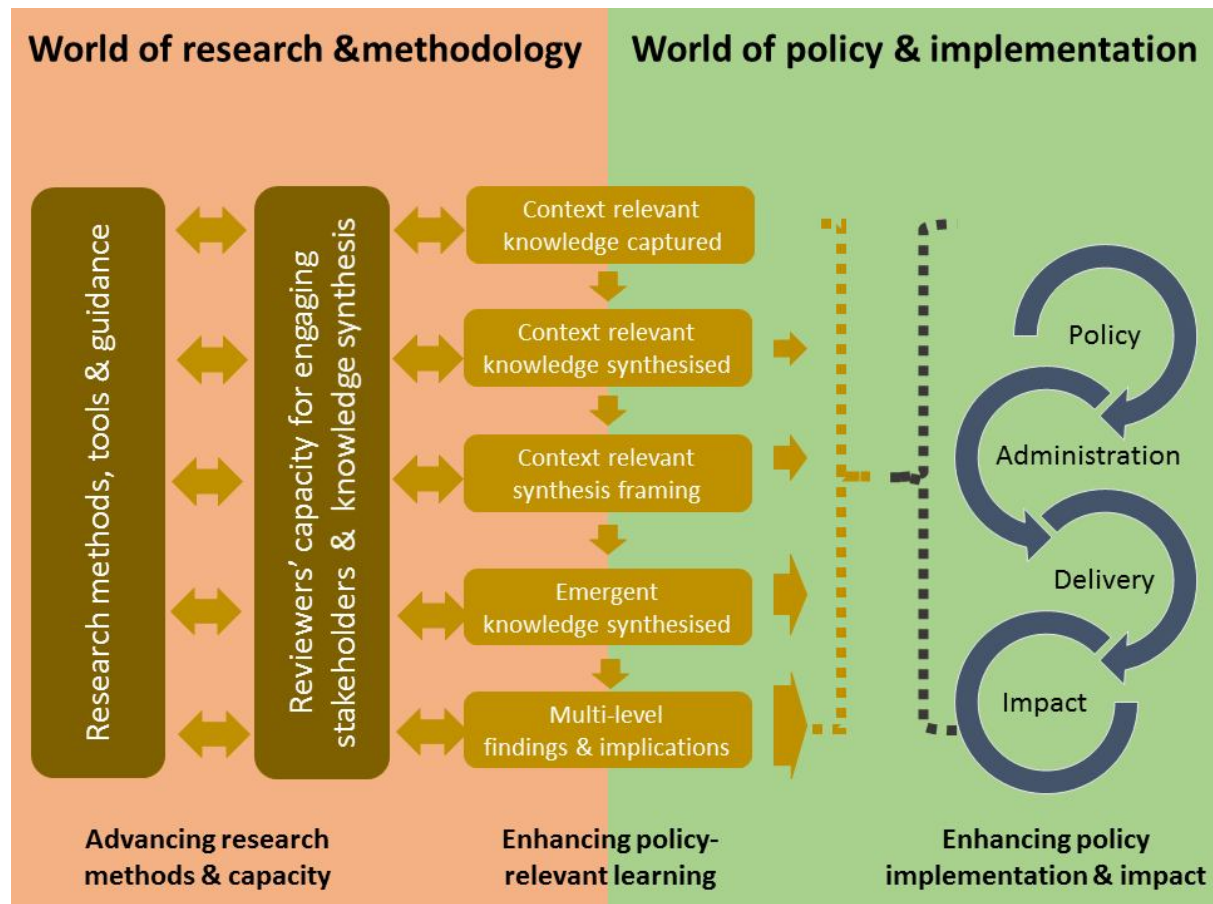 World of research &methodology
World of policy & implementation
Research methods, tools & guidance
Reviewers' capacity for engaging
stakeholders & knowledge synthesis
Context relevant
knowledge captured
Context relevant
knowledge synthesised
Context relevant
synthesis framing
Emergent
knowledge synthesised
Multi-level
findings & implications
Policy
Administration
Delivery
Impact
Advancing research
methods & capacity
Enhancing policy-
relevant learning
Enhancing policy
implementation & impact